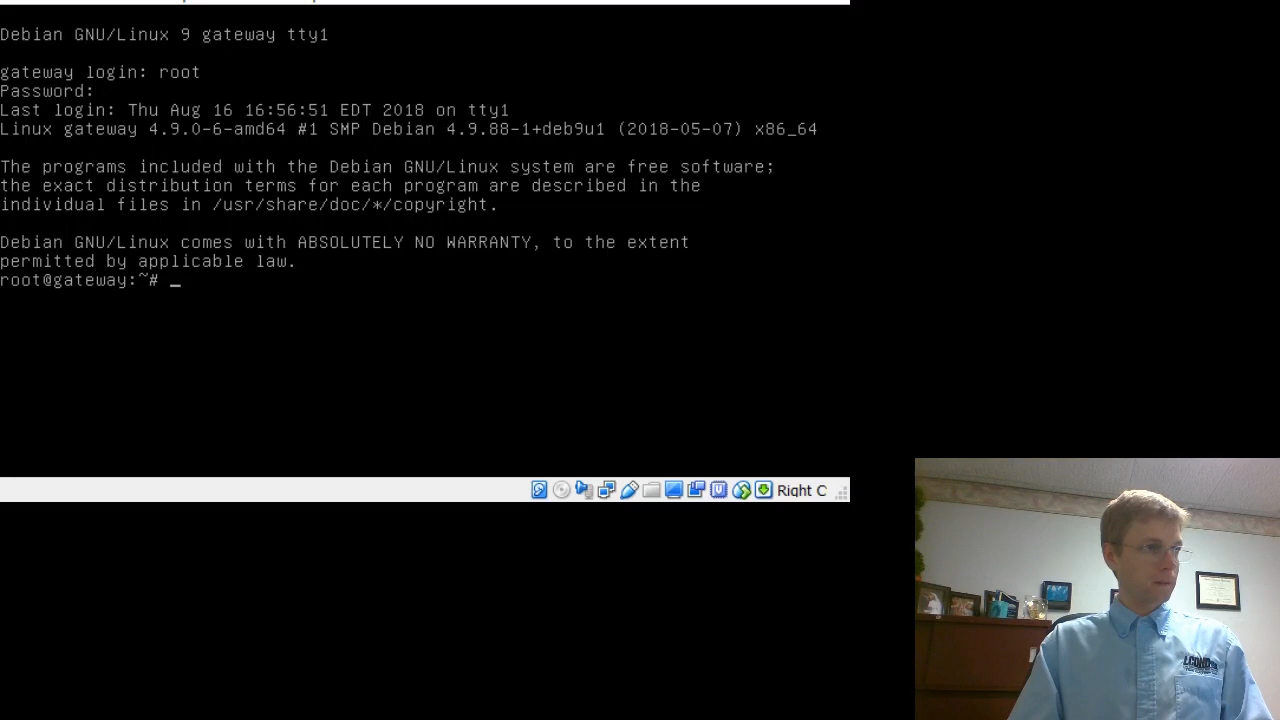 Debian GNU/Linux 9 gateway tty1
gateway login: root
Password:
Last login: Thu Aug 16 16:56:51 EDT 2018 on tty1
Linux gateway 4.9.0-6-amd64 #1 SMP Debian 4.9.88-1+deb9u1 (2018-05-07) x86_64
The programs included with the Debian GNU/Linux system are free software;
the exact distribution terms for each program are described in the
individual files in /usr/share/doc/*/copyright.
Debian GNU/Linux comes with ABSOLUTELY NO WARRANTY, to the extent
permitted by applicable law.
root@gateway:~# _
Right C